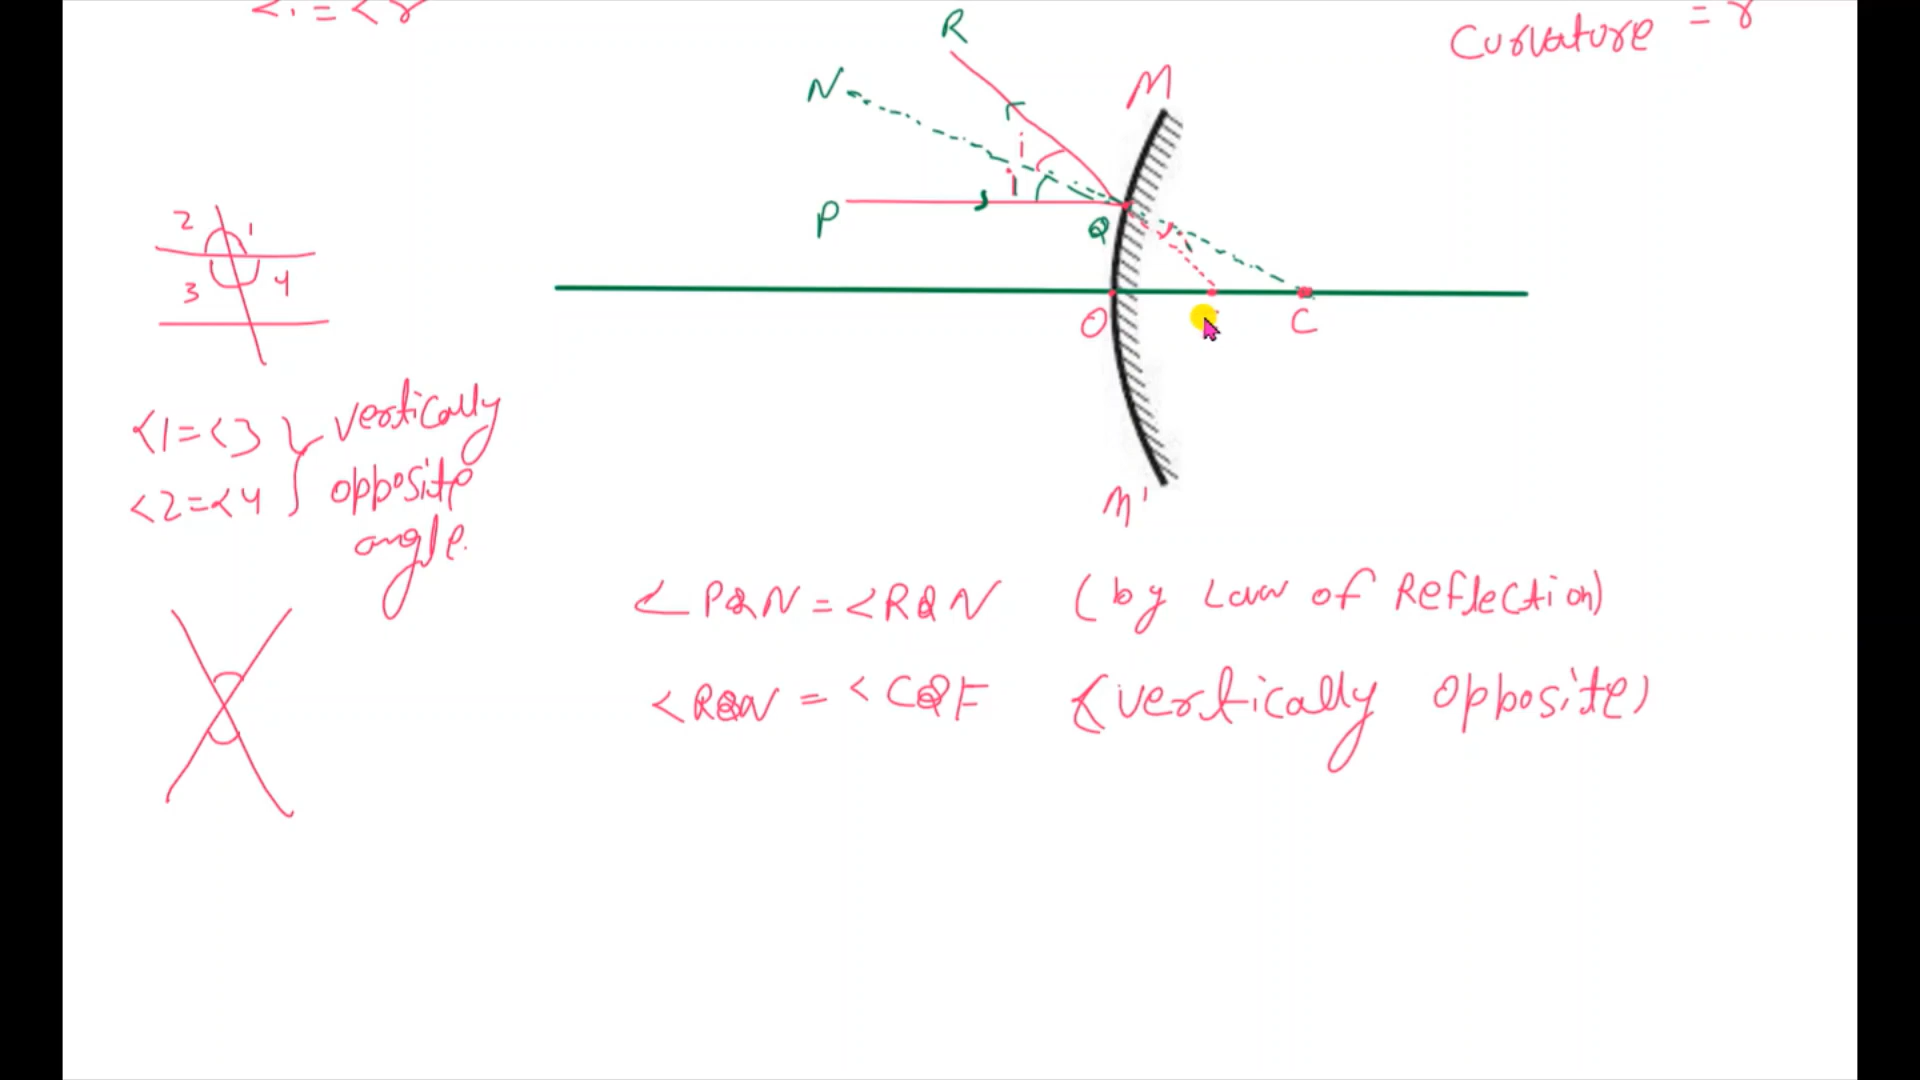 <i = <r
Curvature = r
R
N
M
i
i
P
Q
O
C
M'
2
1
3
4
<1=<3
<2=<4
vertically
opposite
angle.
<PQN = <RQN (by Law of Reflection)
<RQN = <CQF (vertically opposite)